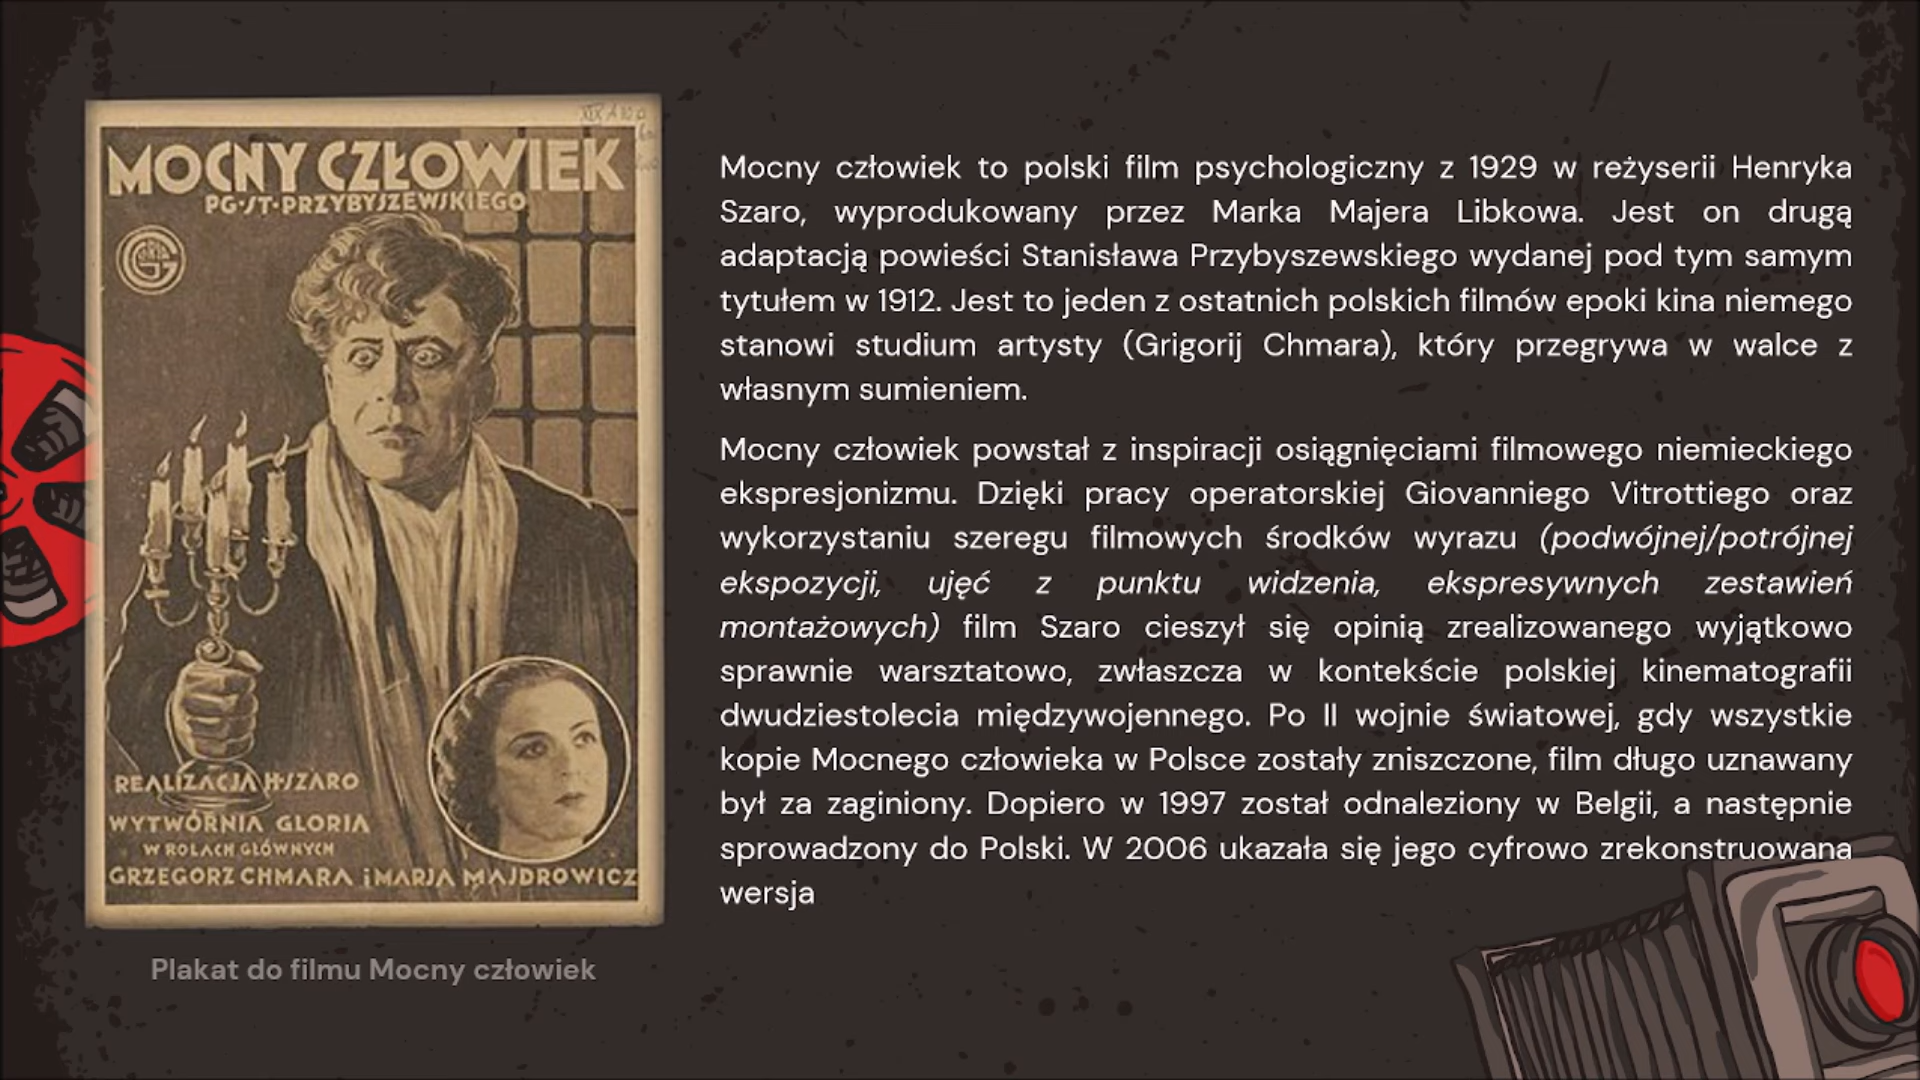 MOCNY CZŁOWIEK
PG·ST·PRZYBYSZEWSKIEGO
REALIZACJA H·SZARO
WYTWÓRNIA GLORIA
W ROLACH GŁÓWNYCH
GRZEGORZ CHMARA i MARJA MAJDROWICZ
Plakat do filmu Mocny człowiek
Mocny człowiek to polski film psychologiczny z 1929 w reżyserii Henryka
Szaro, wyprodukowany przez Marka Majera Libkowa. Jest on drugą
adaptacją powieści Stanisława Przybyszewskiego wydanej pod tym samym
tytułem w 1912. Jest to jeden z ostatnich polskich filmów epoki kina niemego
stanowi studium artysty (Grigorij Chmara), który przegrywa w walce z
własnym sumieniem.
Mocny człowiek powstał z inspiracji osiągnięciami filmowego niemieckiego
ekspresjonizmu. Dzięki pracy operatorskiej Giovanniego Vitrottiego oraz
wykorzystaniu szeregu filmowych środków wyrazu (podwójnej/potrójnej
ekspozycji, ujęć z punktu widzenia, ekspresywnych zestawień
montażowych) film Szaro cieszył się opinią zrealizowanego wyjątkowo
sprawnie warsztatowo, zwłaszcza w kontekście polskiej kinematografii
dwudziestolecia międzywojennego. Po II wojnie światowej, gdy wszystkie
kopie Mocnego człowieka w Polsce zostały zniszczone, film długo uznawany
był za zaginiony. Dopiero w 1997 został odnaleziony w Belgii, a następnie
sprowadzony do Polski. W 2006 ukazała się jego cyfrowo zrekonstruowana
wersja